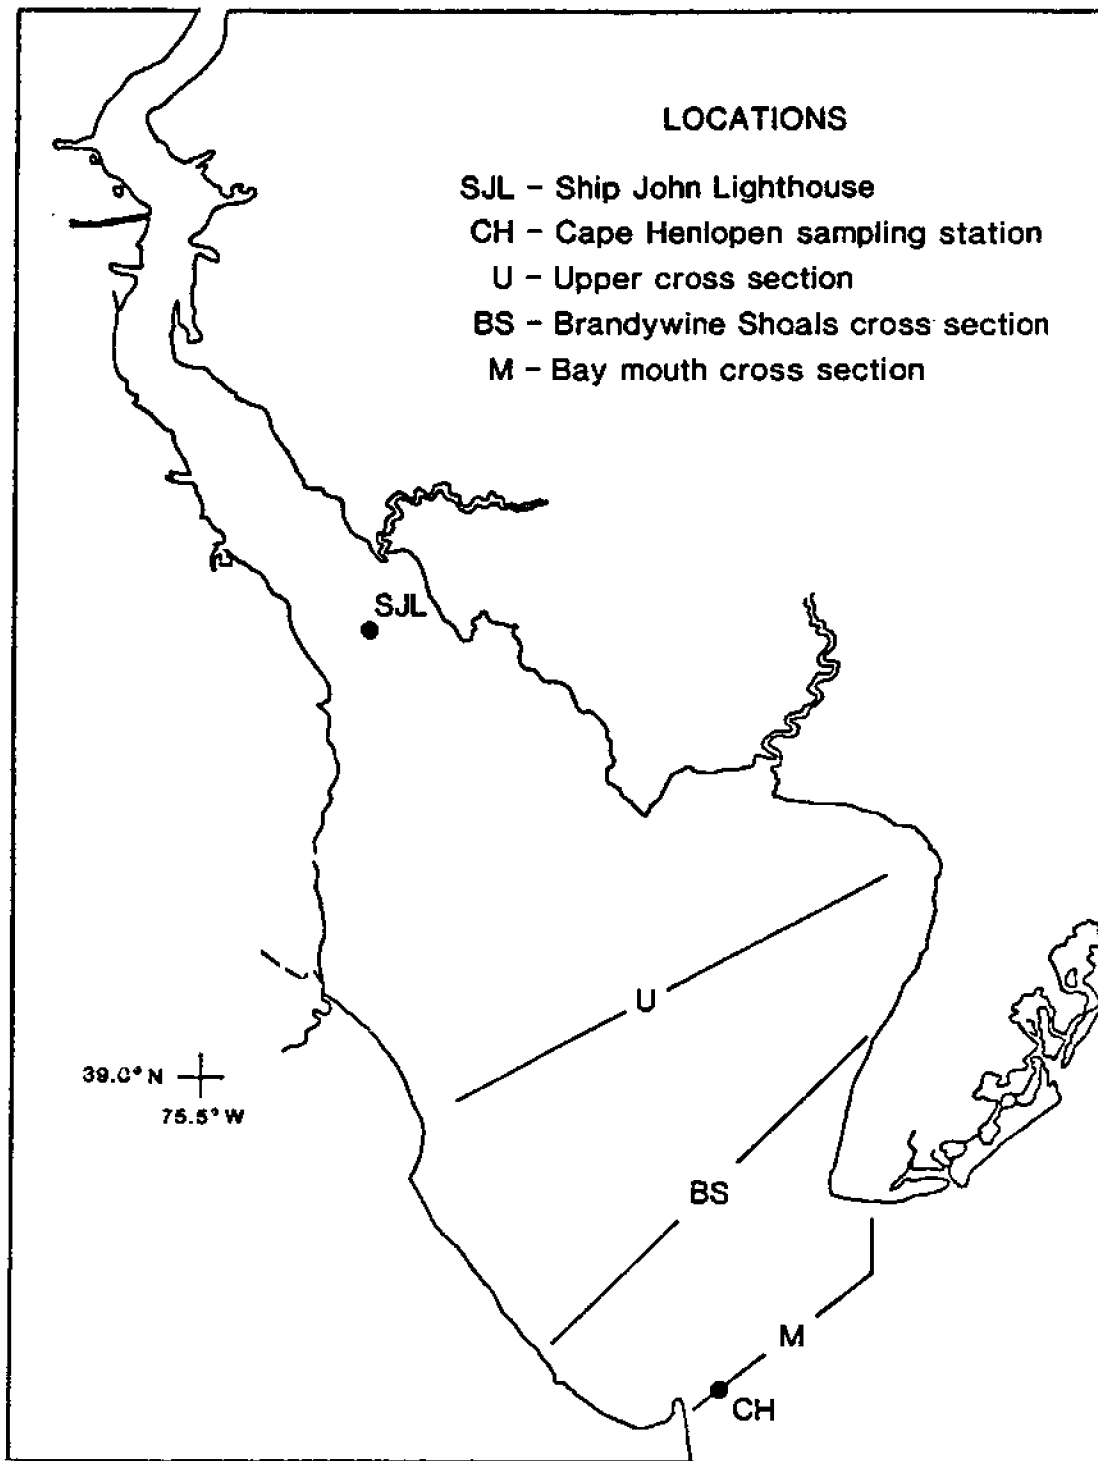 LOCATIONS
SJL – Ship John Lighthouse
CH – Cape Henlopen sampling station
U – Upper cross section
BS – Brandywine Shoals cross section
M – Bay mouth cross section
SJL
U
39.0° N
75.5° W
BS
M
CH